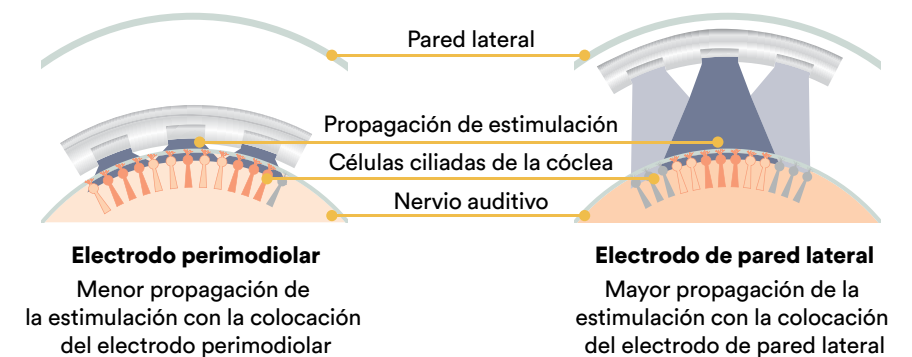 Pared lateral
Propagación de estimulación
Células ciliadas de la cóclea
Nervio auditivo
Electrodo perimodiolar
Menor propagación de
la estimulación con la colocación
del electrodo perimodiolar
Electrodo de pared lateral
Mayor propagación de la
estimulación con la colocación
del electrodo de pared lateral